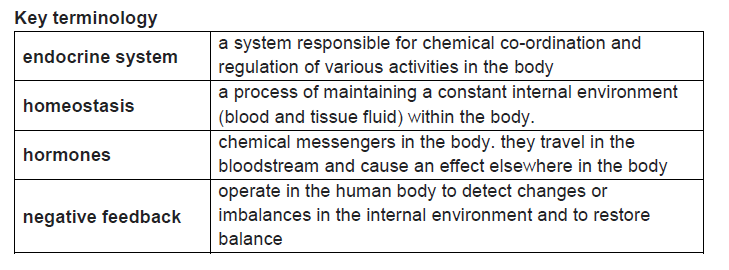 Key terminology
endocrine system
a system responsible for chemical co-ordination and
regulation of various activities in the body
homeostasis
a process of maintaining a constant internal environment
(blood and tissue fluid) within the body.
hormones
chemical messengers in the body. they travel in the
bloodstream and cause an effect elsewhere in the body
negative feedback
operate in the human body to detect changes or
imbalances in the internal environment and to restore
balance